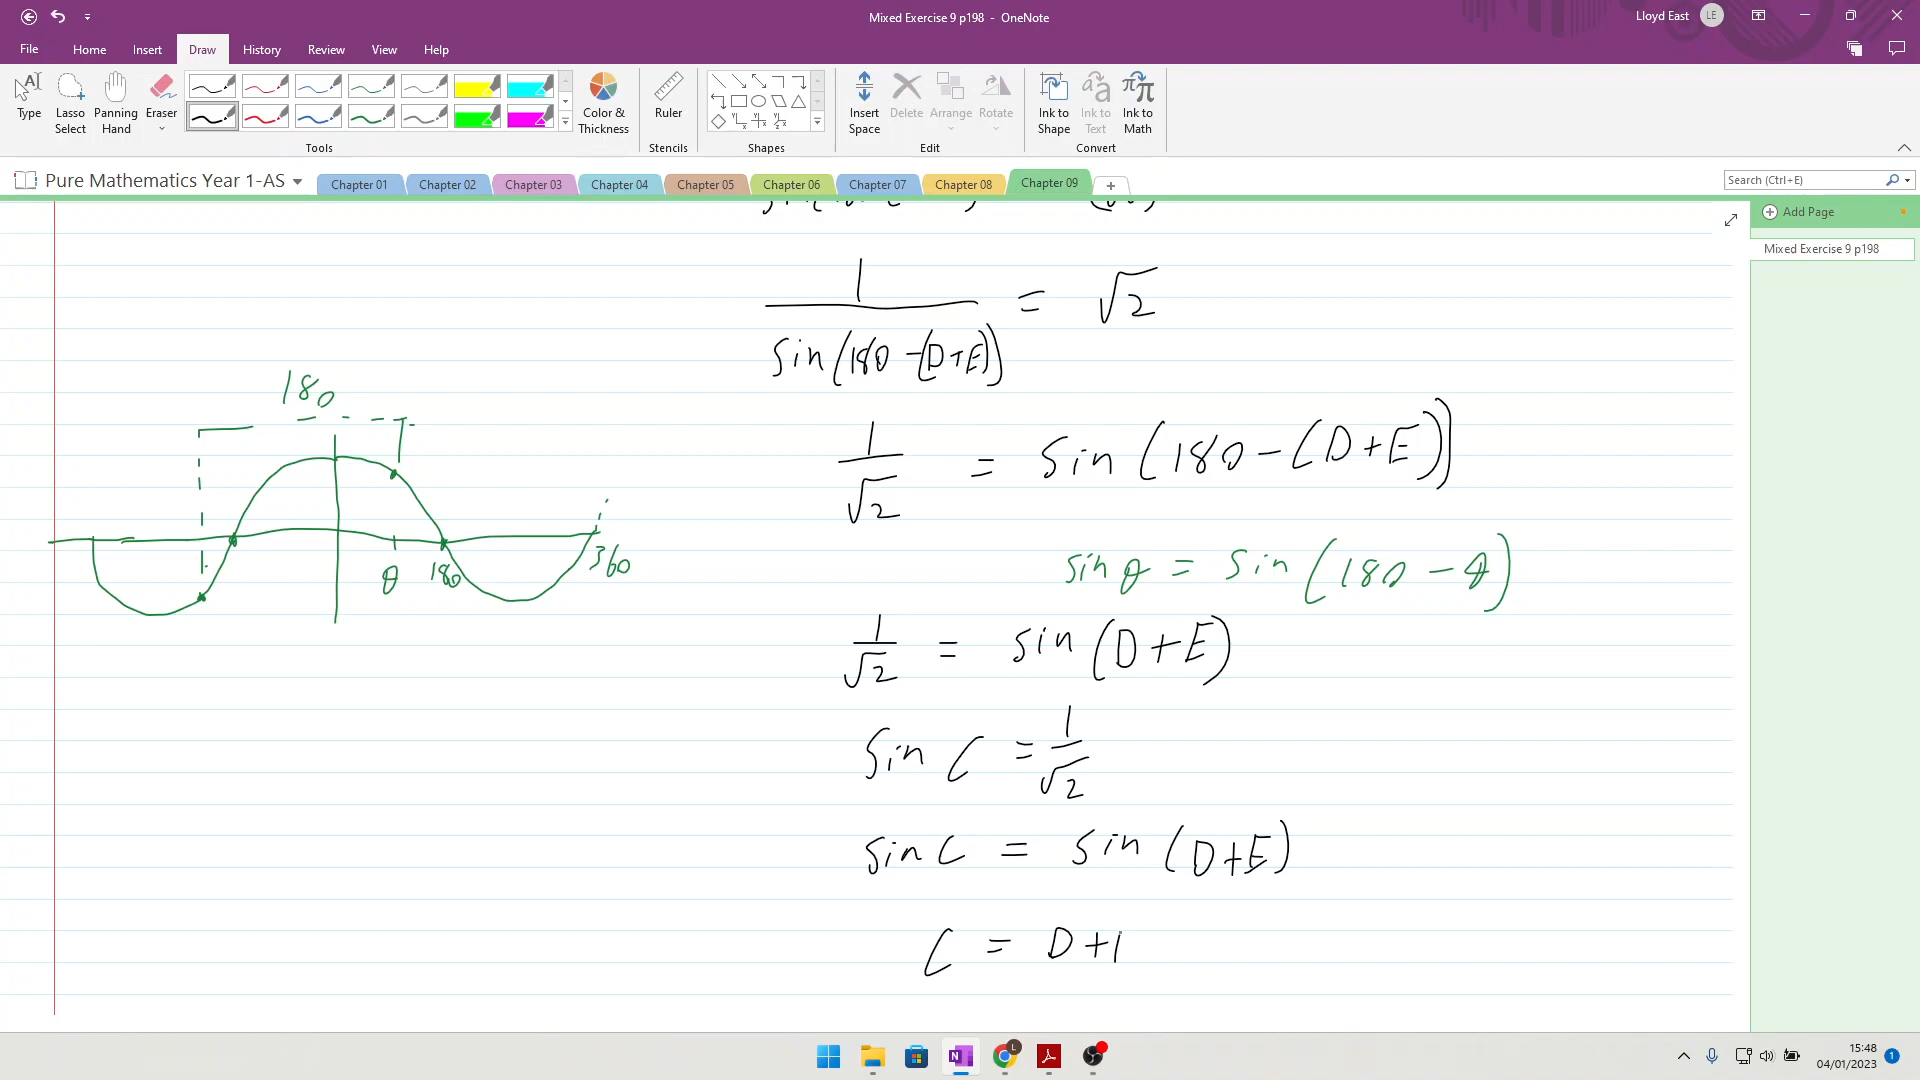 Mixed Exercise 9 p198 - OneNote
Lloyd East LE
File Home Insert Draw History Review View Help
Type
Lasso Select
Panning Hand
Eraser
Color & Thickness
Ruler
Insert Space
Delete
Arrange
Rotate
Ink to Shape
Ink to Text
Ink to Math
Tools
Stencils
Shapes
Edit
Convert
Pure Mathematics Year 1-AS
Chapter 01 Chapter 02 Chapter 03 Chapter 04 Chapter 05 Chapter 06 Chapter 07 Chapter 08 Chapter 09
Search (Ctrl+E)
Add Page
Mixed Exercise 9 p198
1/sin(180-(D+E)) = √2
180
θ 180 360
1/√2 = sin(180-(D+E))
sin θ = sin(180-θ)
1/√2 = sin(D+E)
sin C = 1/√2
sin C = sin(D+E)
C = D+
15:48
04/01/2023
1